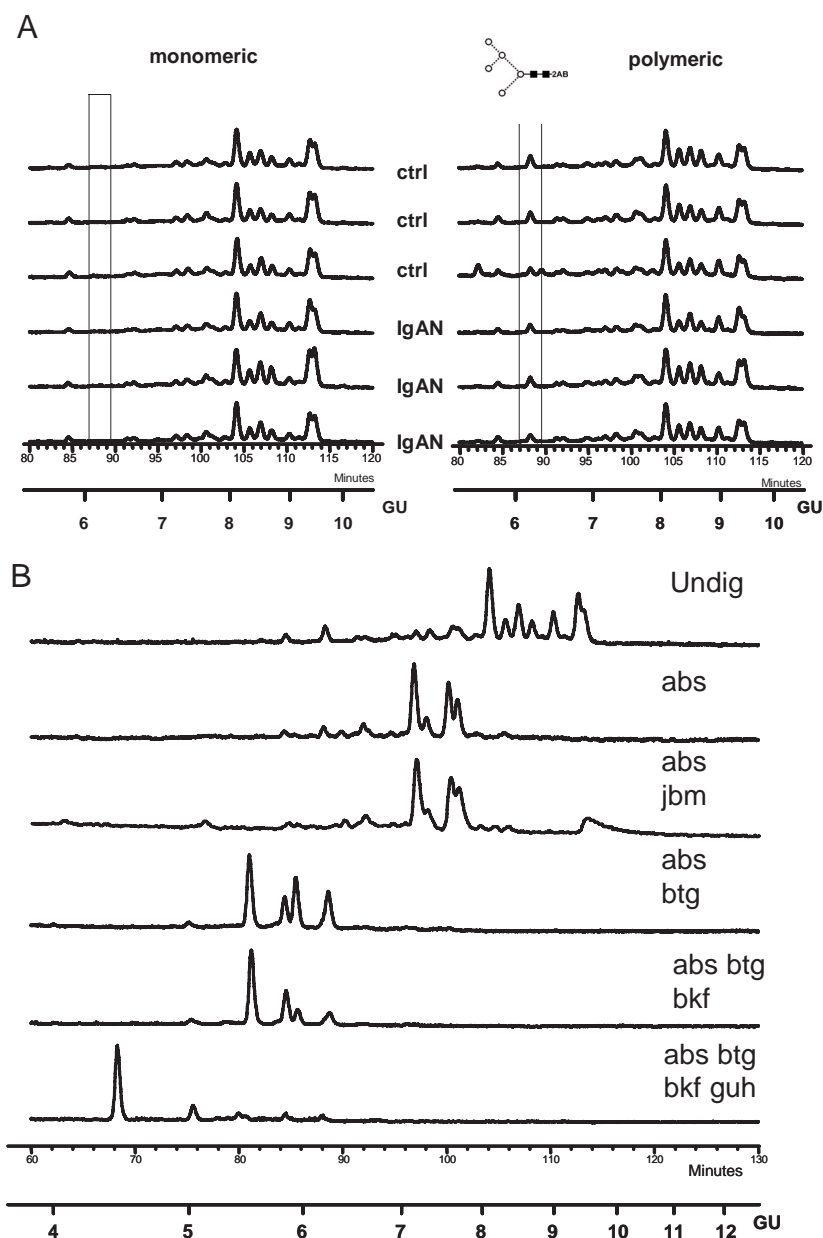 A
monomeric
polymeric
2AB
ctrl
ctrl
ctrl
IgAN
IgAN
IgAN
80 85 90 95 100 105 110 115 120
Minutes
6 7 8 9 10 GU
80 85 90 95 100 105 110 115 120
Minutes
6 7 8 9 10 GU
B
Undig
abs
abs
jbm
abs
btg
abs btg
bkf
abs btg
bkf guh
60 70 80 90 100 110 120 130
Minutes
4 5 6 7 8 9 10 11 12 GU